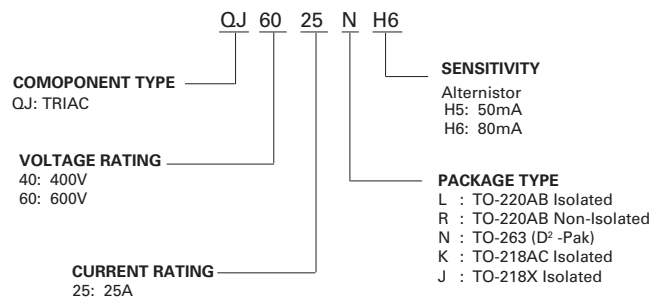 QJ 60 25 N H6
COMOPONENT TYPE
QJ: TRIAC
VOLTAGE RATING
40: 400V
60: 600V
CURRENT RATING
25: 25A
SENSITIVITY
Alternistor
H5: 50mA
H6: 80mA
PACKAGE TYPE
L : TO-220AB Isolated
R : TO-220AB Non-Isolated
N : TO-263 (D² -Pak)
K : TO-218AC Isolated
J : TO-218X Isolated